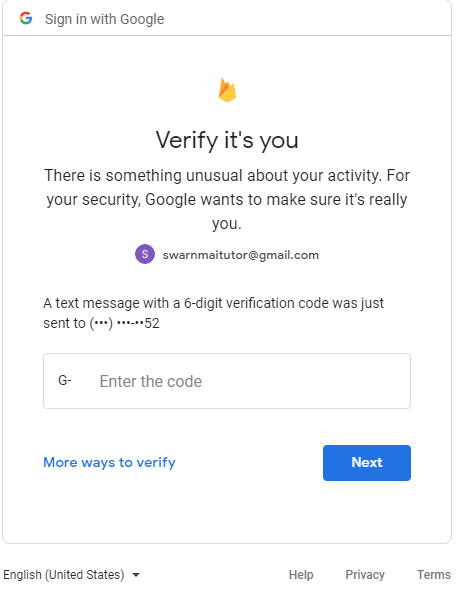 Sign in with Google
Verify it's you
There is something unusual about your activity. For
your security, Google wants to make sure it's really
you.
S swarnmaitutor@gmail.com
A text message with a 6-digit verification code was just
sent to (•••) •••-••52
G- Enter the code
More ways to verify Next
English (United States) Help Privacy Terms